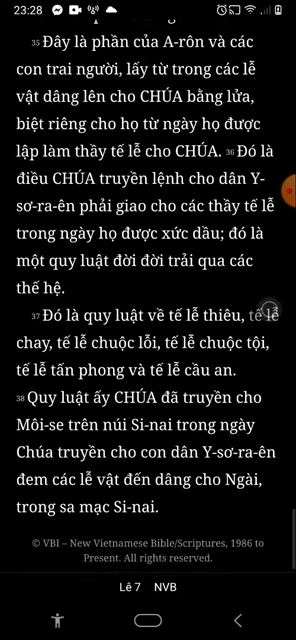 23:28
35 Đây là phần của A-rôn và các
con trai người, lấy từ trong các lễ
vật dâng lên cho CHÚA bằng lửa,
biệt riêng cho họ từ ngày họ được
lập làm thầy tế lễ cho CHÚA. 36 Đó là
điều CHÚA truyền lệnh cho dân Y-
sơ-ra-ên phải giao cho các thầy tế lễ
trong ngày họ được xức dầu; đó là
một quy luật đời đời trải qua các
thế hệ.
37 Đó là quy luật về tế lễ thiêu, tế lễ
chay, tế lễ chuộc lỗi, tế lễ chuộc tội,
tế lễ tấn phong và tế lễ cầu an.
38 Quy luật ấy CHÚA đã truyền cho
Môi-se trên núi Si-nai trong ngày
Chúa truyền cho con dân Y-sơ-ra-ên
đem các lễ vật đến dâng cho Ngài,
trong sa mạc Si-nai.
© VBI – New Vietnamese Bible/Scriptures, 1986 to
Present. All rights reserved.
Lê 7 NVB